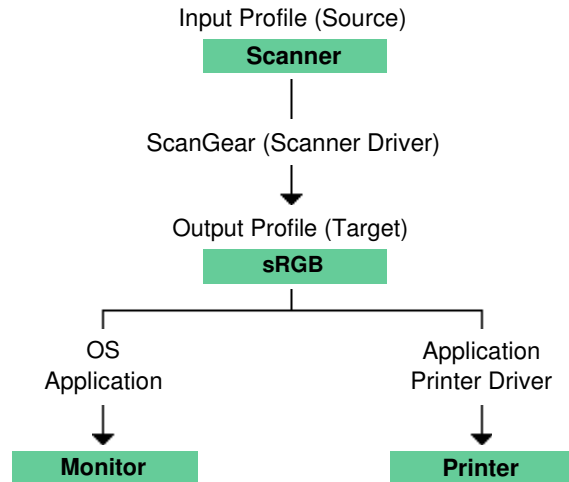 Input Profile (Source)
Scanner
ScanGear (Scanner Driver)
Output Profile (Target)
sRGB
OS
Application
Application
Printer Driver
Monitor
Printer